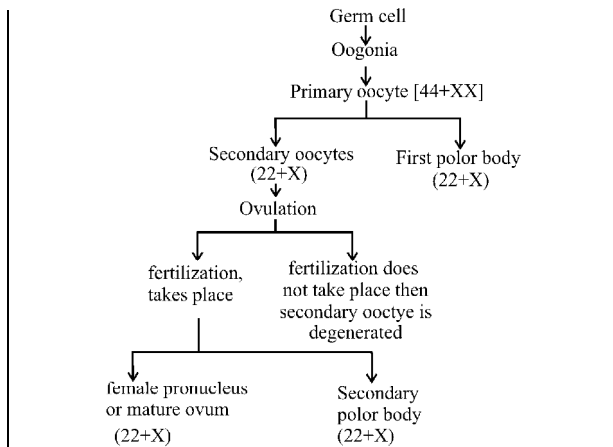 Germ cell
Oogonia
Primary oocyte [44+XX]
Secondary oocytes
(22+X)
First polor body
(22+X)
Ovulation
fertilization,
takes place
fertilization does
not take place then
secondary ooctye is
degenerated
female pronucleus
or mature ovum
(22+X)
Secondary
polor body
(22+X)